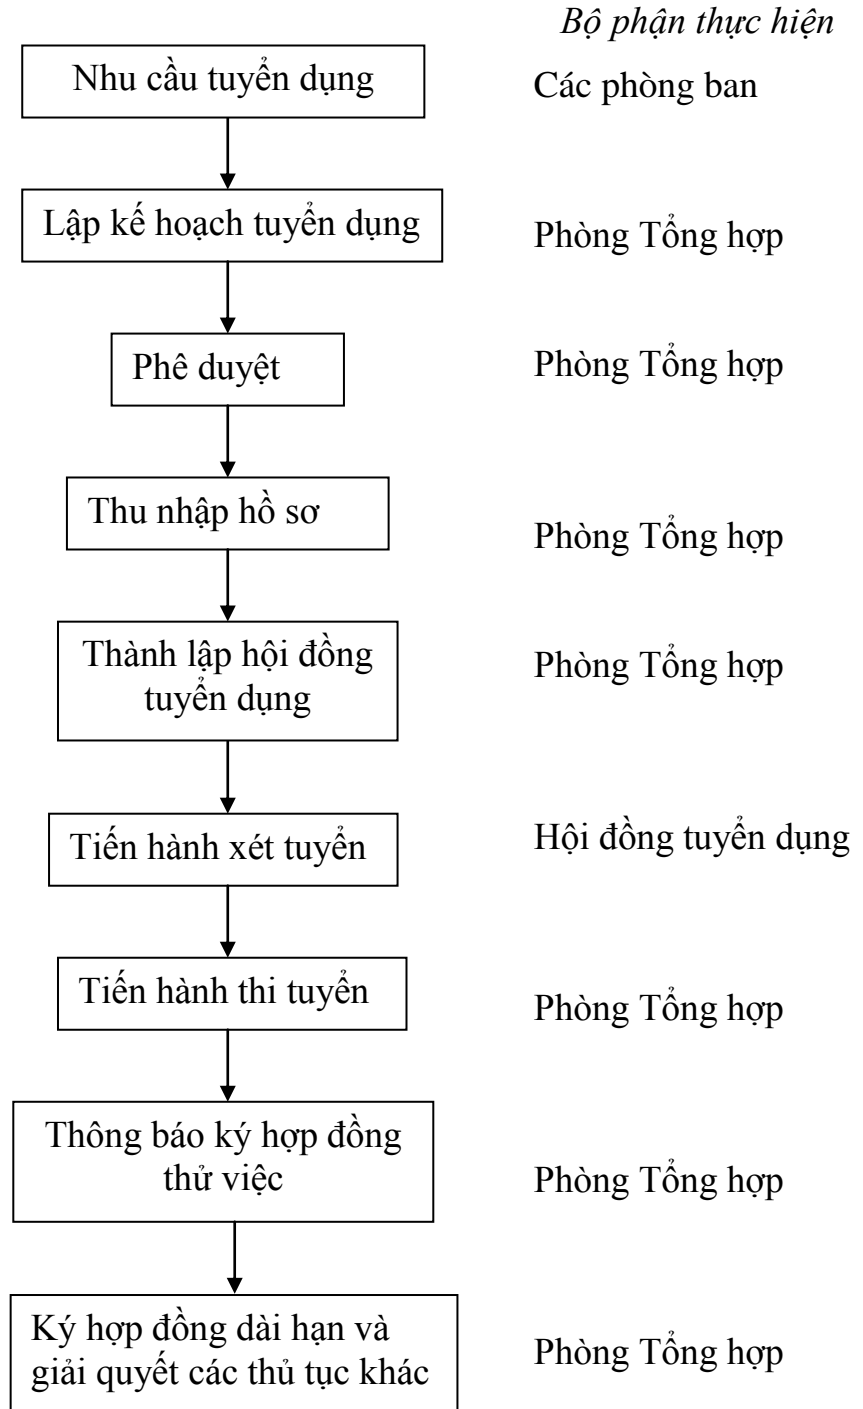 Bộ phận thực hiện
Nhu cầu tuyển dụng
Các phòng ban
Lập kế hoạch tuyển dụng
Phòng Tổng hợp
Phê duyệt
Phòng Tổng hợp
Thu nhập hồ sơ
Phòng Tổng hợp
Thành lập hội đồng
tuyển dụng
Phòng Tổng hợp
Tiến hành xét tuyển
Hội đồng tuyển dụng
Tiến hành thi tuyển
Phòng Tổng hợp
Thông báo ký hợp đồng
thử việc
Phòng Tổng hợp
Ký hợp đồng dài hạn và
giải quyết các thủ tục khác
Phòng Tổng hợp